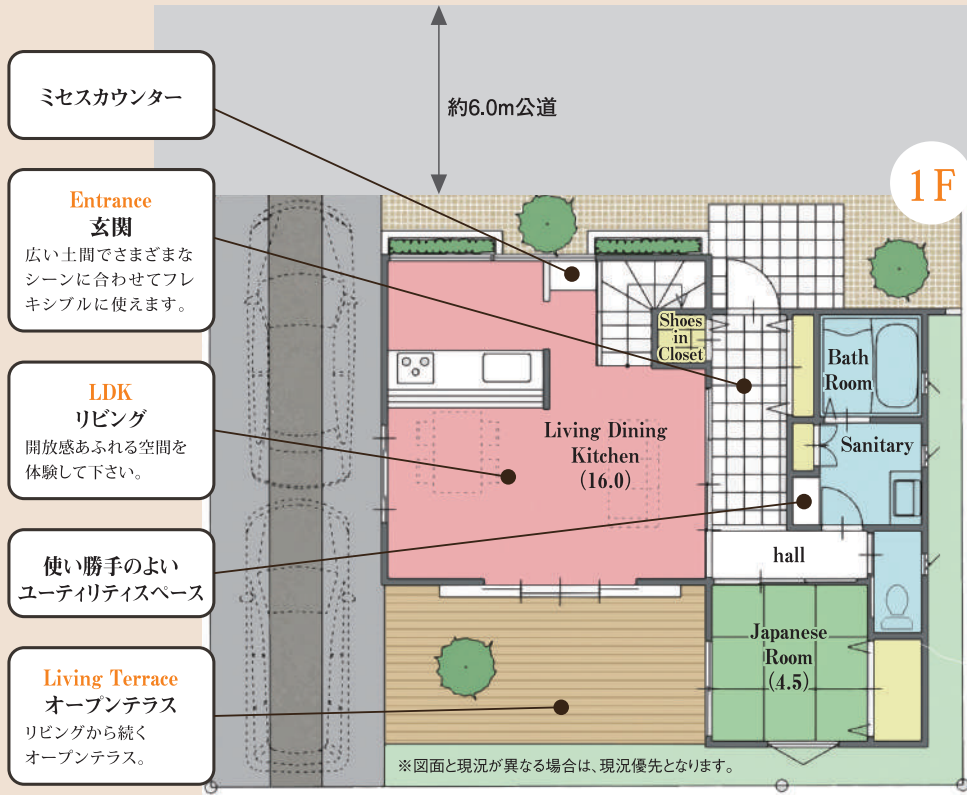 ミセスカウンター
約6.0m公道
1F
Entrance
玄関
広い土間でさまざまな
シーンに合わせてフレ
キシブルに使えます。
LDK
リビング
開放感あふれる空間を
体験して下さい。
使い勝手のよい
ユーティリティスペース
Living Terrace
オープンテラス
リビングから続く
オープンテラス。
Shoes
in
Closet
Bath
Room
Living Dining
Kitchen
(16.0)
Sanitary
hall
Japanese
Room
(4.5)
※図面と現況が異なる場合は、現況優先となります。